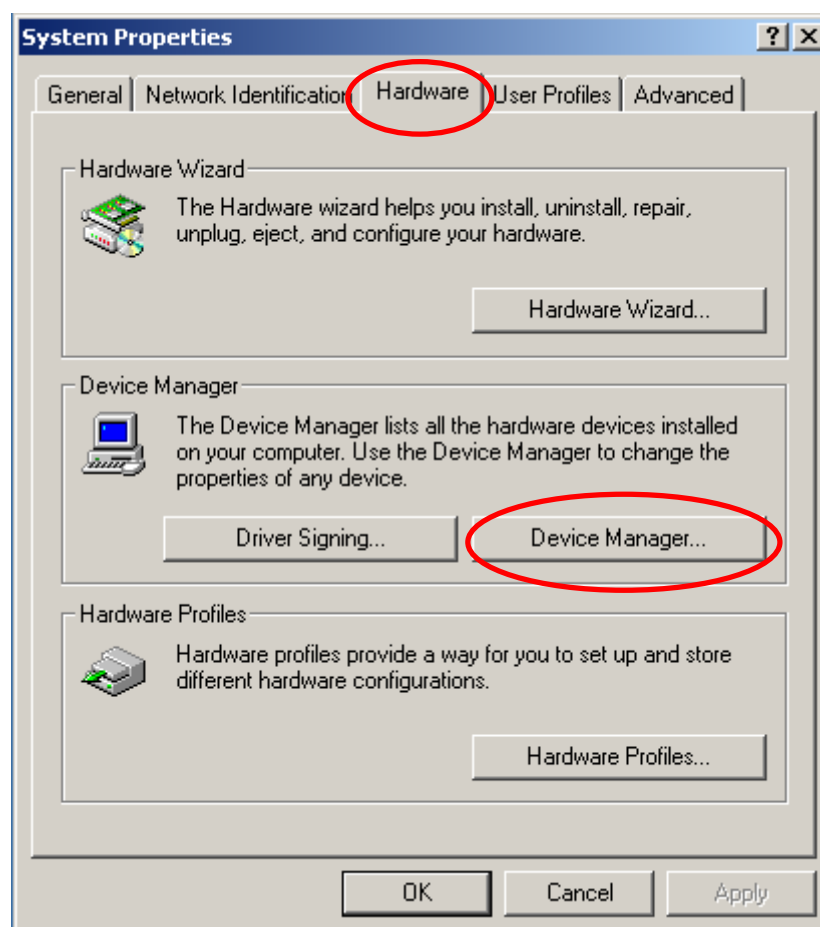 System Properties
General Network Identification Hardware User Profiles Advanced
Hardware Wizard
The Hardware wizard helps you install, uninstall, repair,
unplug, eject, and configure your hardware.
Hardware Wizard...
Device Manager
The Device Manager lists all the hardware devices installed
on your computer. Use the Device Manager to change the
properties of any device.
Driver Signing... Device Manager...
Hardware Profiles
Hardware profiles provide a way for you to set up and store
different hardware configurations.
Hardware Profiles...
OK Cancel Apply